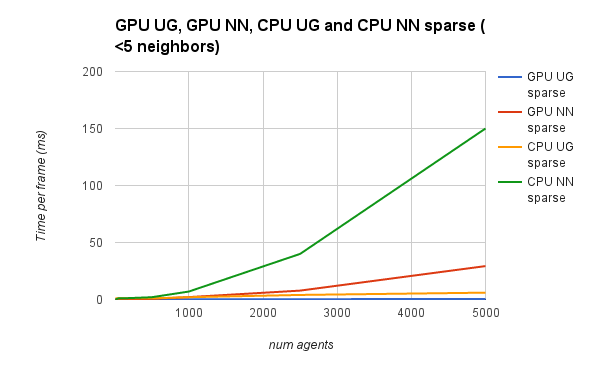 GPU UG, GPU NN, CPU UG and CPU NN sparse (
<5 neighbors)
200
150
100
50
0
1000
2000
3000
4000
5000
Time per frame (ms)
num agents
GPU UG
sparse
GPU NN
sparse
CPU UG
sparse
CPU NN
sparse